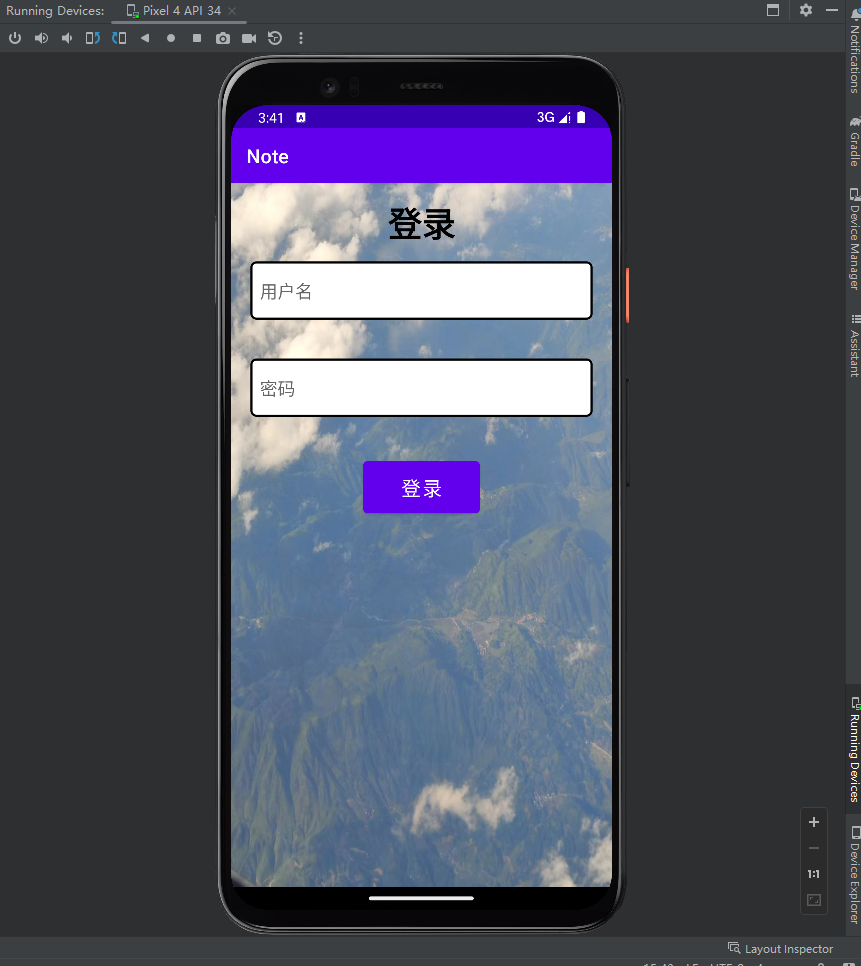 Running Devices: Pixel 4 API 34
3:41 3G
Note
登录
用户名
密码
登录
1:1
Notifications
Gradle
Device Manager
Assistant
Running Devices
Device Explorer
Layout Inspector